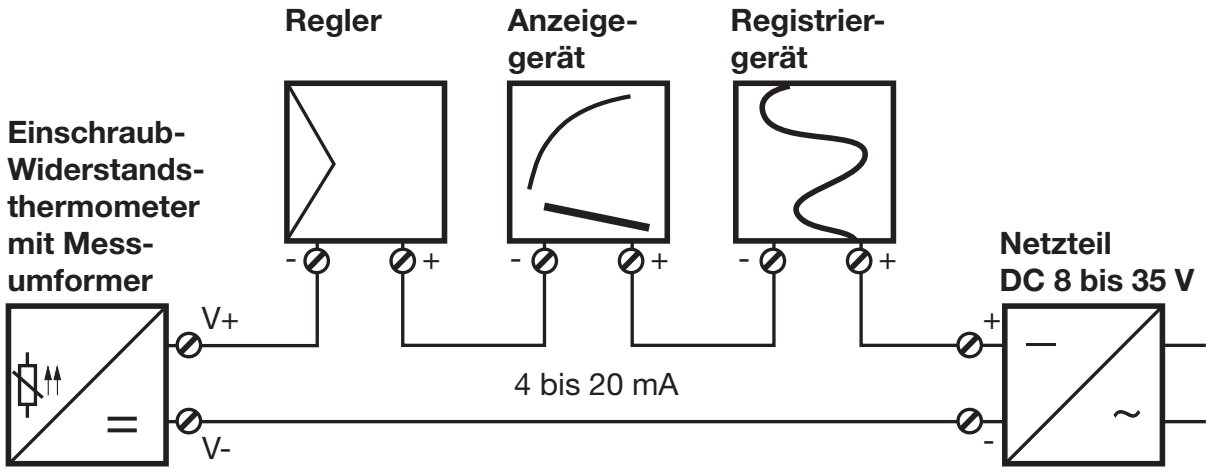 Regler
Anzeige-
gerät
Registrier-
gerät
Einschraub-
Widerstands-
thermometer
mit Mess-
umformer
- +
- +
- +
Netzteil
DC 8 bis 35 V
V+
+
4 bis 20 mA
V-
-
=
~